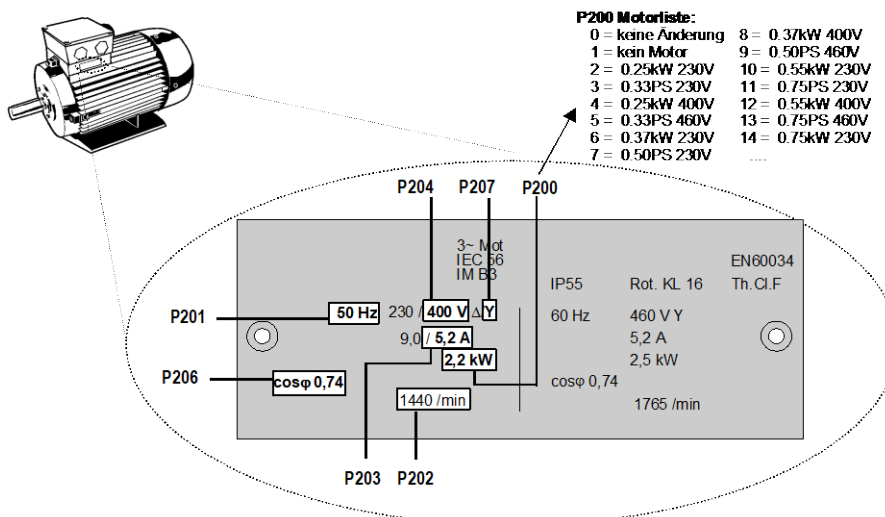 P200 Motorliste:
0 = keine Änderung 8 = 0.37kW 400V
1 = kein Motor 9 = 0.50PS 460V
2 = 0.25kW 230V 10 = 0.55kW 230V
3 = 0.33PS 230V 11 = 0.75PS 230V
4 = 0.25kW 400V 12 = 0.55kW 400V
5 = 0.33PS 460V 13 = 0.75PS 460V
6 = 0.37kW 230V 14 = 0.75kW 230V
7 = 0.50PS 230V ....
P204 P207 P200
3~ Mot
IEC 56
IM B3
EN60034
IP55 Rot. KL 16 Th.Cl.F
P201
50 Hz 230 / 400 V Δ Y 60 Hz 460 V Y
9,0 / 5,2 A 5,2 A
2,2 kW 2,5 kW
P206
cosφ 0,74 cosφ 0,74
1440 /min 1765 /min
P203 P202